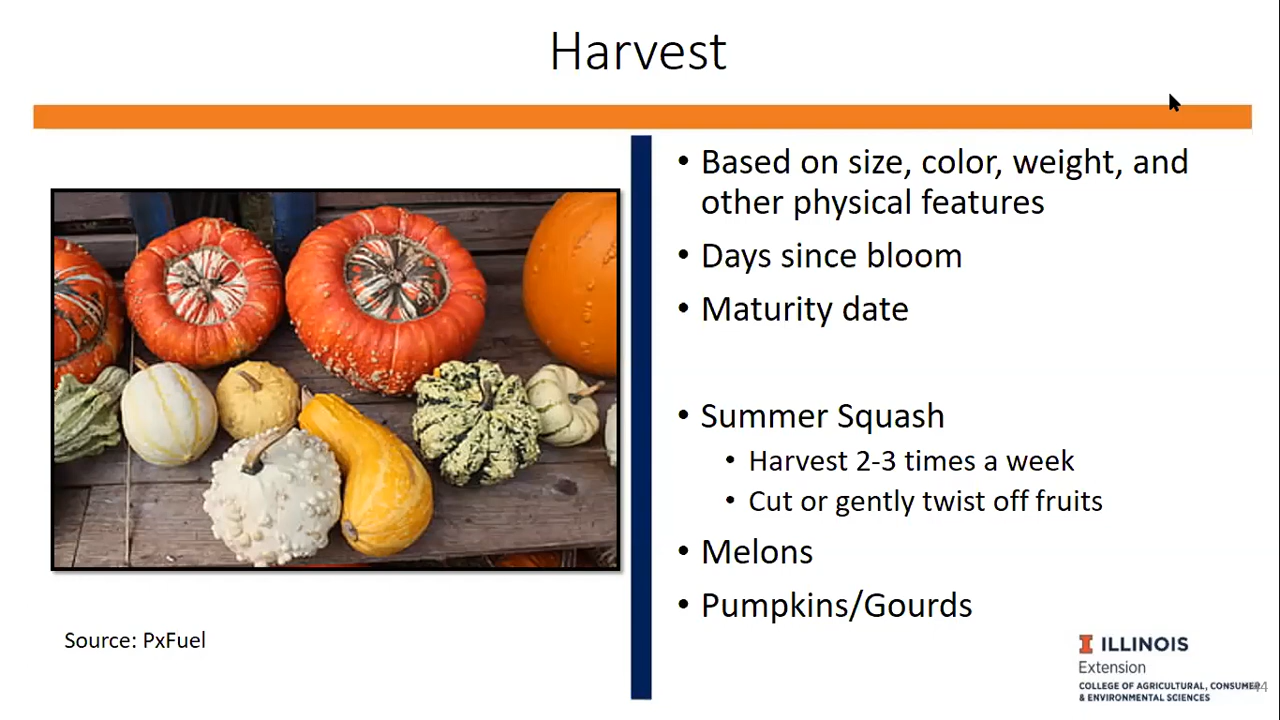 Harvest
• Based on size, color, weight, and
other physical features
• Days since bloom
• Maturity date
• Summer Squash
• Harvest 2-3 times a week
• Cut or gently twist off fruits
• Melons
• Pumpkins/Gourds
Source: PxFuel
I ILLINOIS
Extension
COLLEGE OF AGRICULTURAL, CONSUMER
& ENVIRONMENTAL SCIENCES